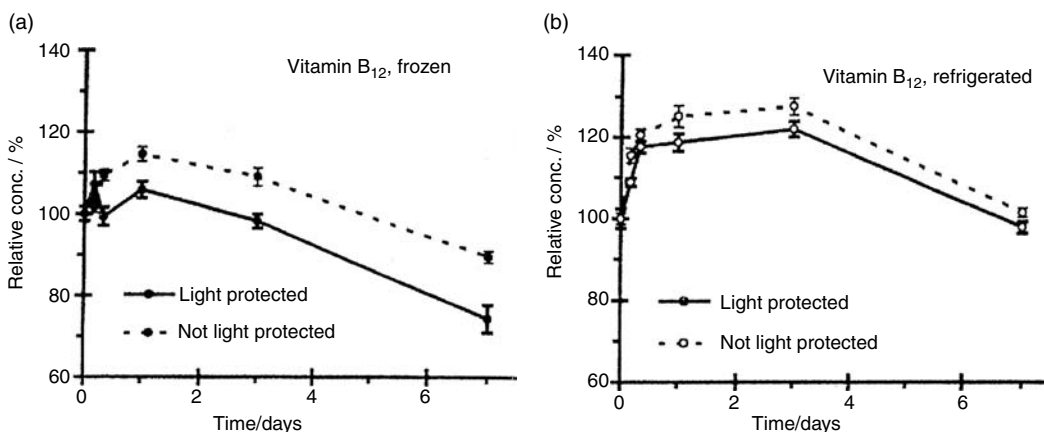 (a)
Vitamin B12, frozen
Relative conc. / %
140
120
100
80
60
Light protected
Not light protected
0 2 4 6
Time/days
(b)
Vitamin B12, refrigerated
Relative conc. / %
140
120
100
80
60
Light protected
Not light protected
0 2 4 6
Time/days